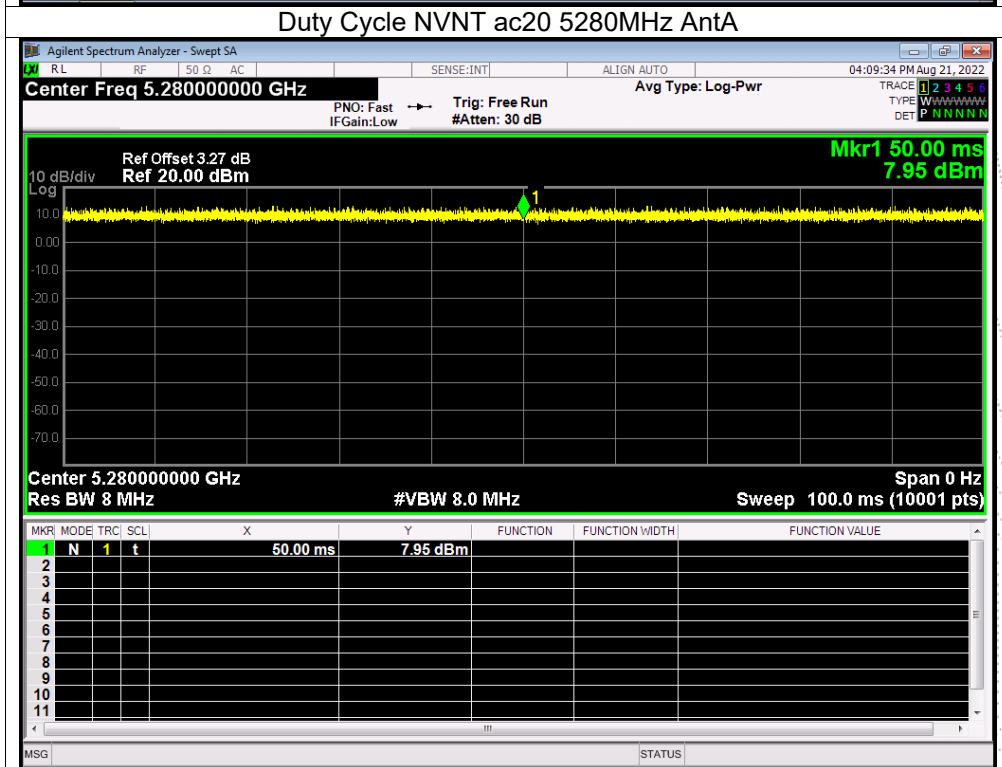 Duty Cycle NVNT ac20 5280MHz AntA
Agilent Spectrum Analyzer - Swept SA
LXI RL RF 50 Ω AC SENSE:INT ALIGN AUTO 04:09:34 PM Aug 21, 2022
Center Freq 5.280000000 GHz Avg Type: Log-Pwr TRACE 1 2 3 4 5 6
PNO: Fast Trig: Free Run TYPE WWWWWW
IFGain:Low #Atten: 30 dB DET P N N N N N
Mkr1 50.00 ms
Ref Offset 3.27 dB
10 dB/div Ref 20.00 dBm 7.95 dBm
Log
1
10.0
0.00
-10.0
-20.0
-30.0
-40.0
-50.0
-60.0
-70.0
Center 5.280000000 GHz Span 0 Hz
Res BW 8 MHz #VBW 8.0 MHz Sweep 100.0 ms (10001 pts)
MKR MODE TRC SCL X Y FUNCTION FUNCTION WIDTH FUNCTION VALUE
1 N 1 t 50.00 ms 7.95 dBm
2
3
4
5
6
7
8
9
10
11
MSG STATUS